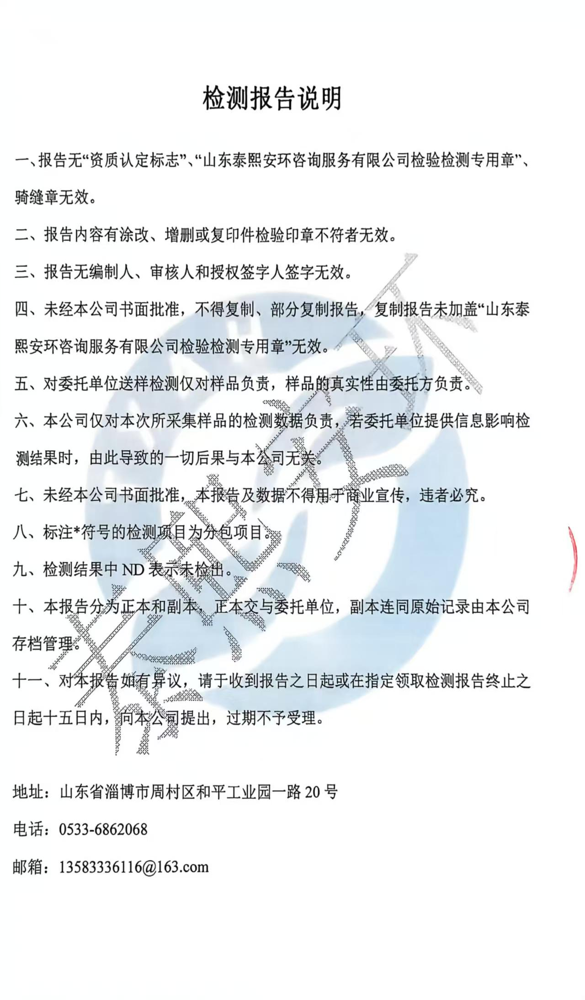 检测报告说明
一、报告无“资质认定标志”、“山东泰熙安环咨询服务有限公司检验检测专用章”、
骑缝章无效。
二、报告内容有涂改、增删或复印件检验印章不符者无效。
三、报告无编制人、审核人和授权签字人签字无效。
四、未经本公司书面批准，不得复制、部分复制报告，复制报告未加盖“山东泰
熙安环咨询服务有限公司检验检测专用章”无效。
五、对委托单位送样检测仅对样品负责，样品的真实性由委托方负责。
六、本公司仅对本次所采集样品的检测数据负责，若委托单位提供信息影响检
测结果时，由此导致的一切后果与本公司无关。
七、未经本公司书面批准，本报告及数据不得用于商业宣传，违者必究。
八、标注*符号的检测项目为分包项目。
九、检测结果中 ND 表示未检出。
十、本报告分为正本和副本，正本交与委托单位，副本连同原始记录由本公司
存档管理。
十一、对本报告如有异议，请于收到报告之日起或在指定领取检测报告终止之
日起十五日内，向本公司提出，过期不予受理。
地址：山东省淄博市周村区和平工业园一路 20 号
电话：0533-6862068
邮箱：13583336116@163.com
泰熙安环